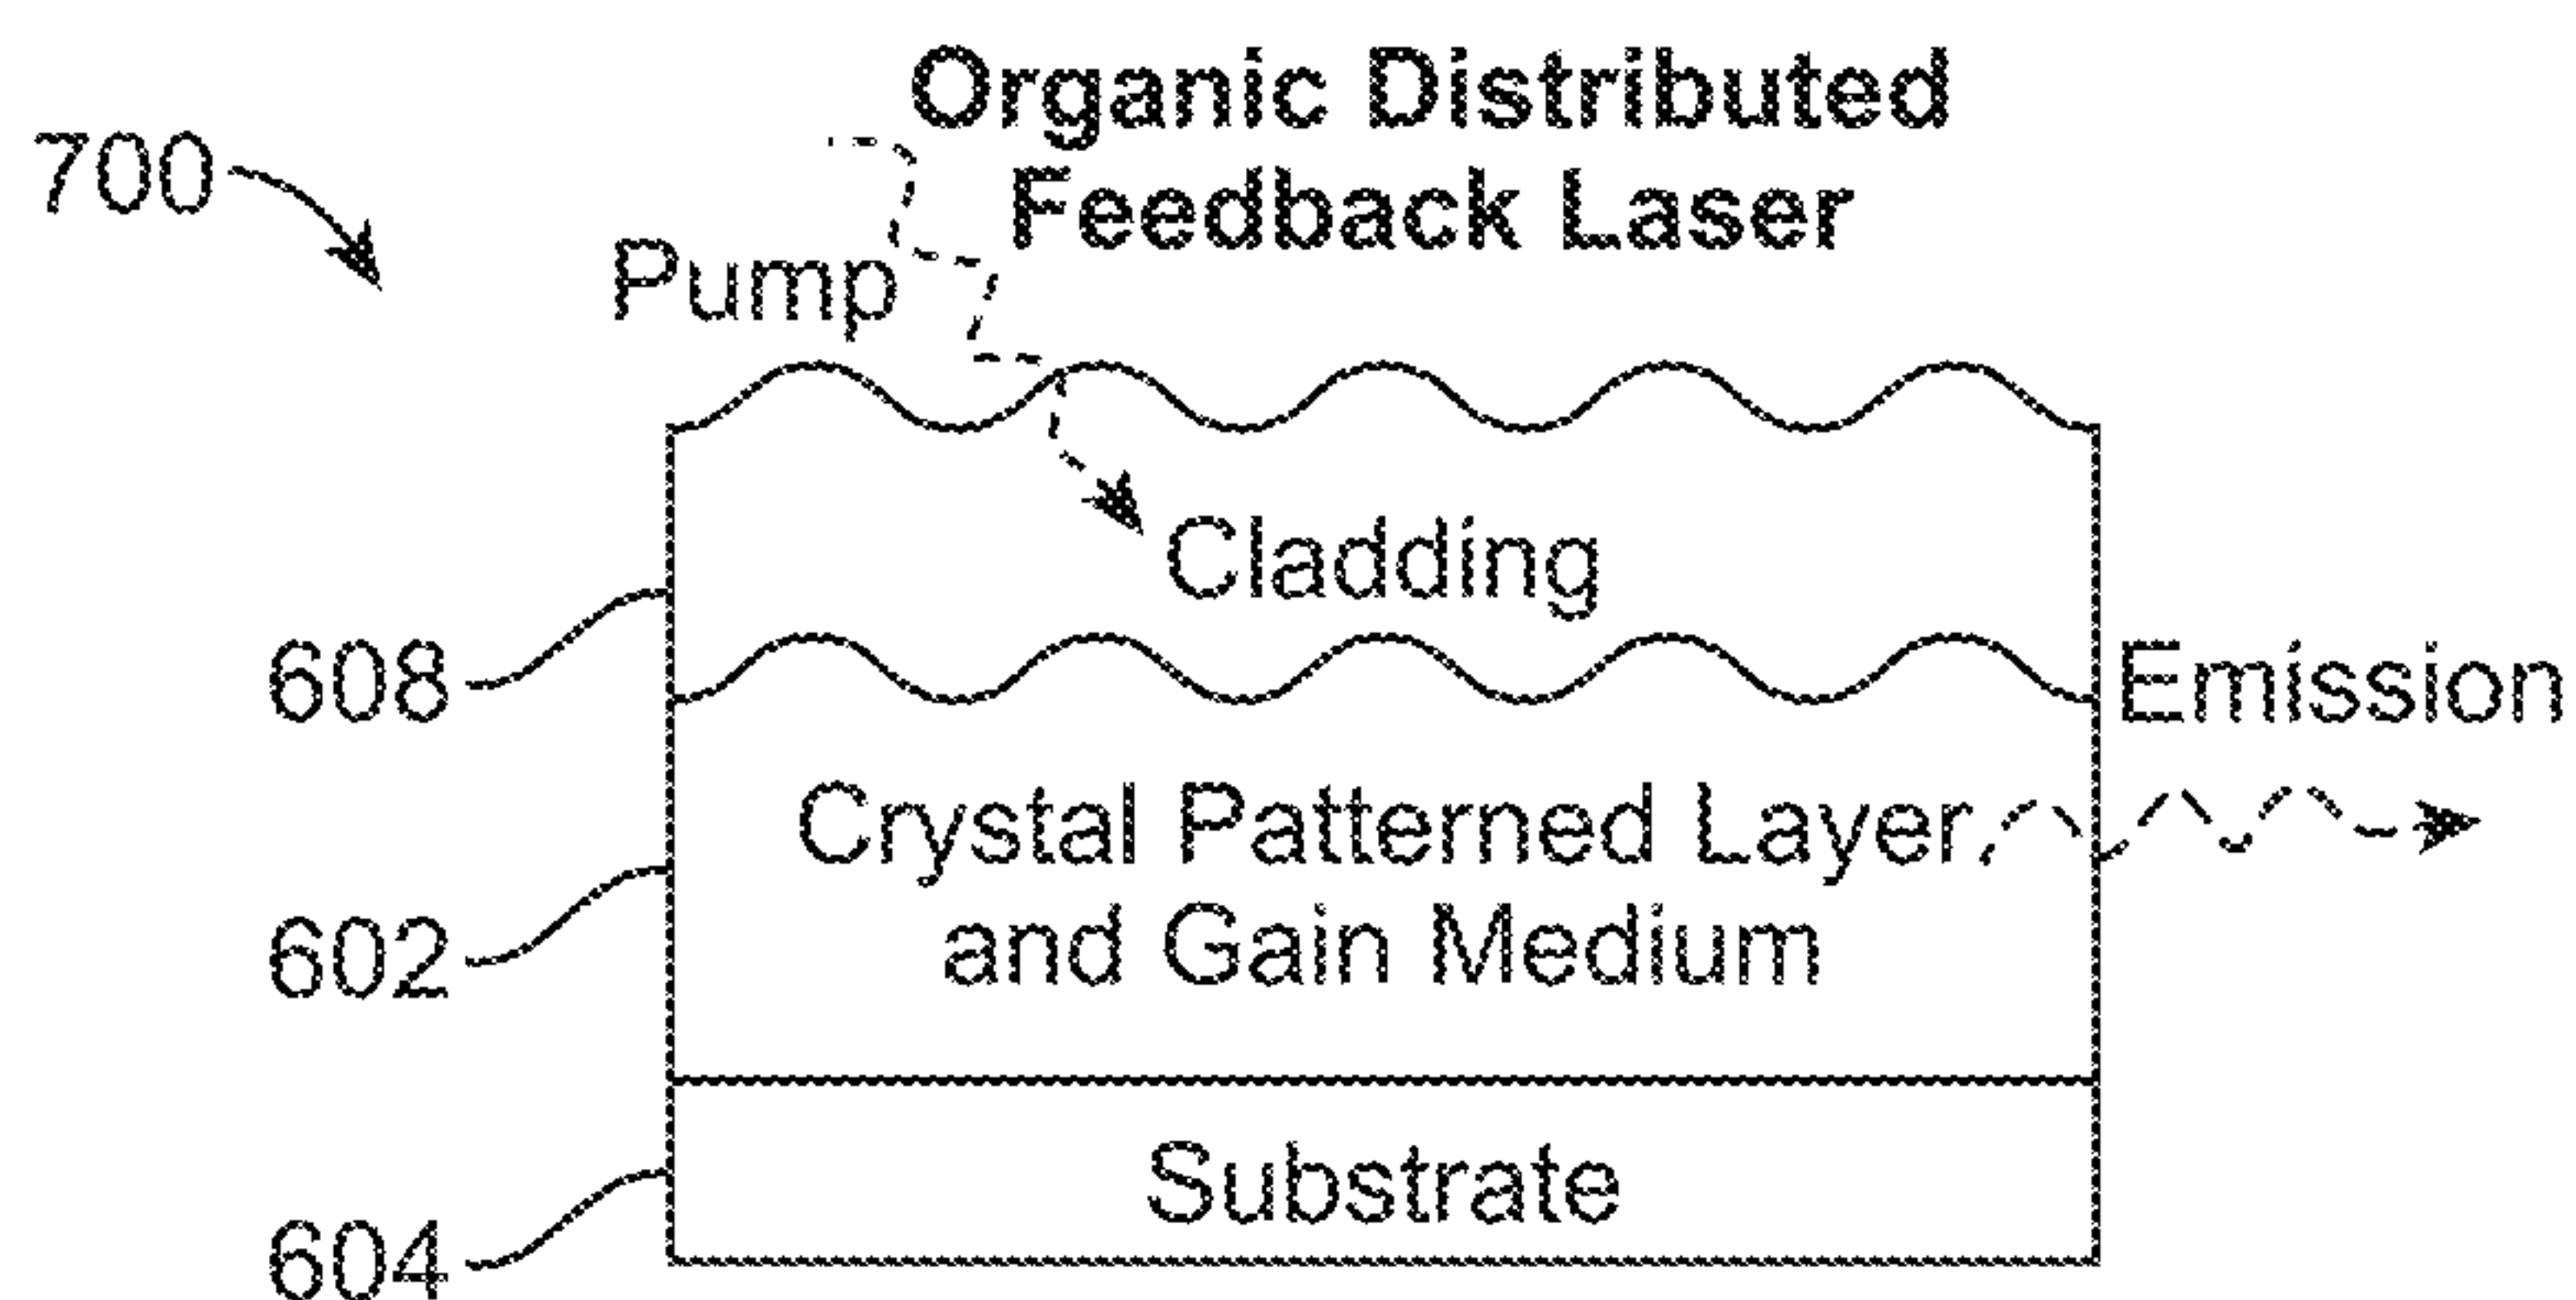 Organic Distributed
Feedback Laser
700
Pump
Cladding
608
Emission
Crystal Patterned Layer
and Gain Medium
602
Substrate
604